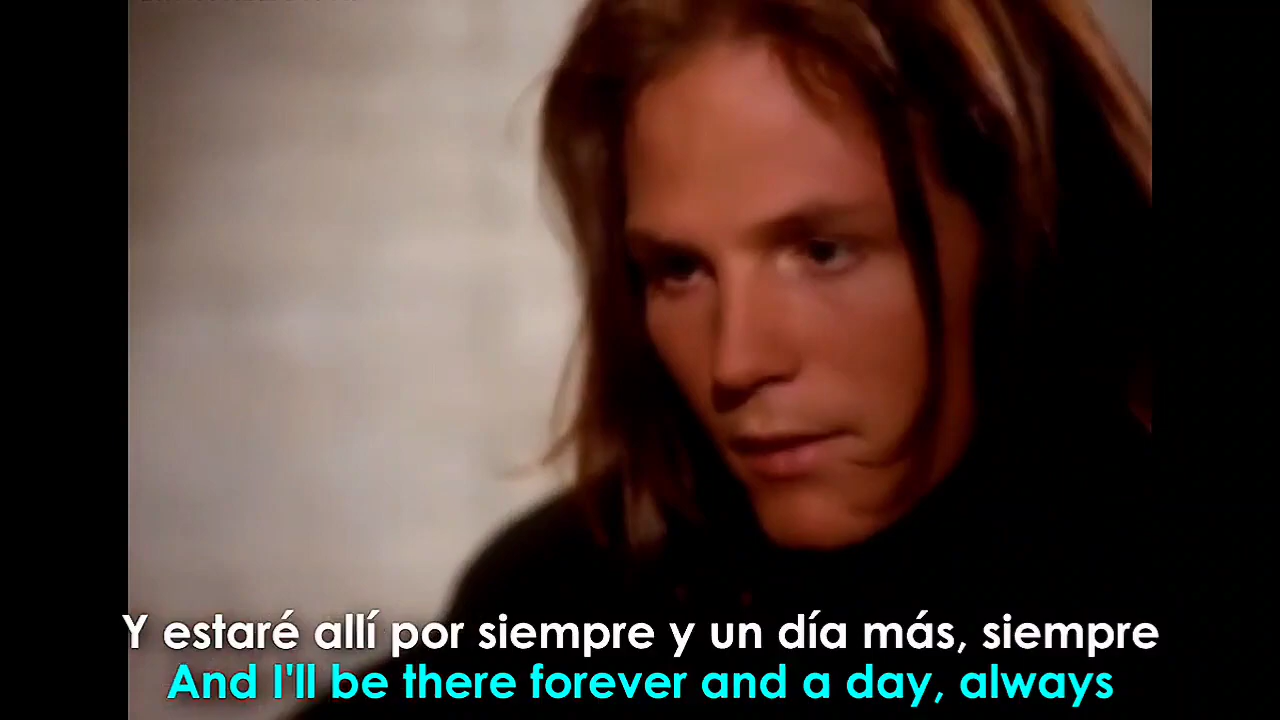 Y estaré allí por siempre y un día más, siempre
And I'll be there forever and a day, always